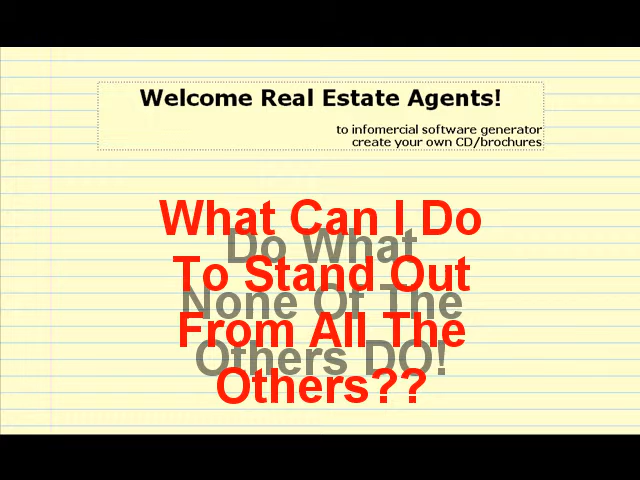 Welcome Real Estate Agents!
to infomercial software generator
create your own CD/brochures
What Can I Do
To Stand Out
From All The
Others??
Do What
None Of The
Others DO!